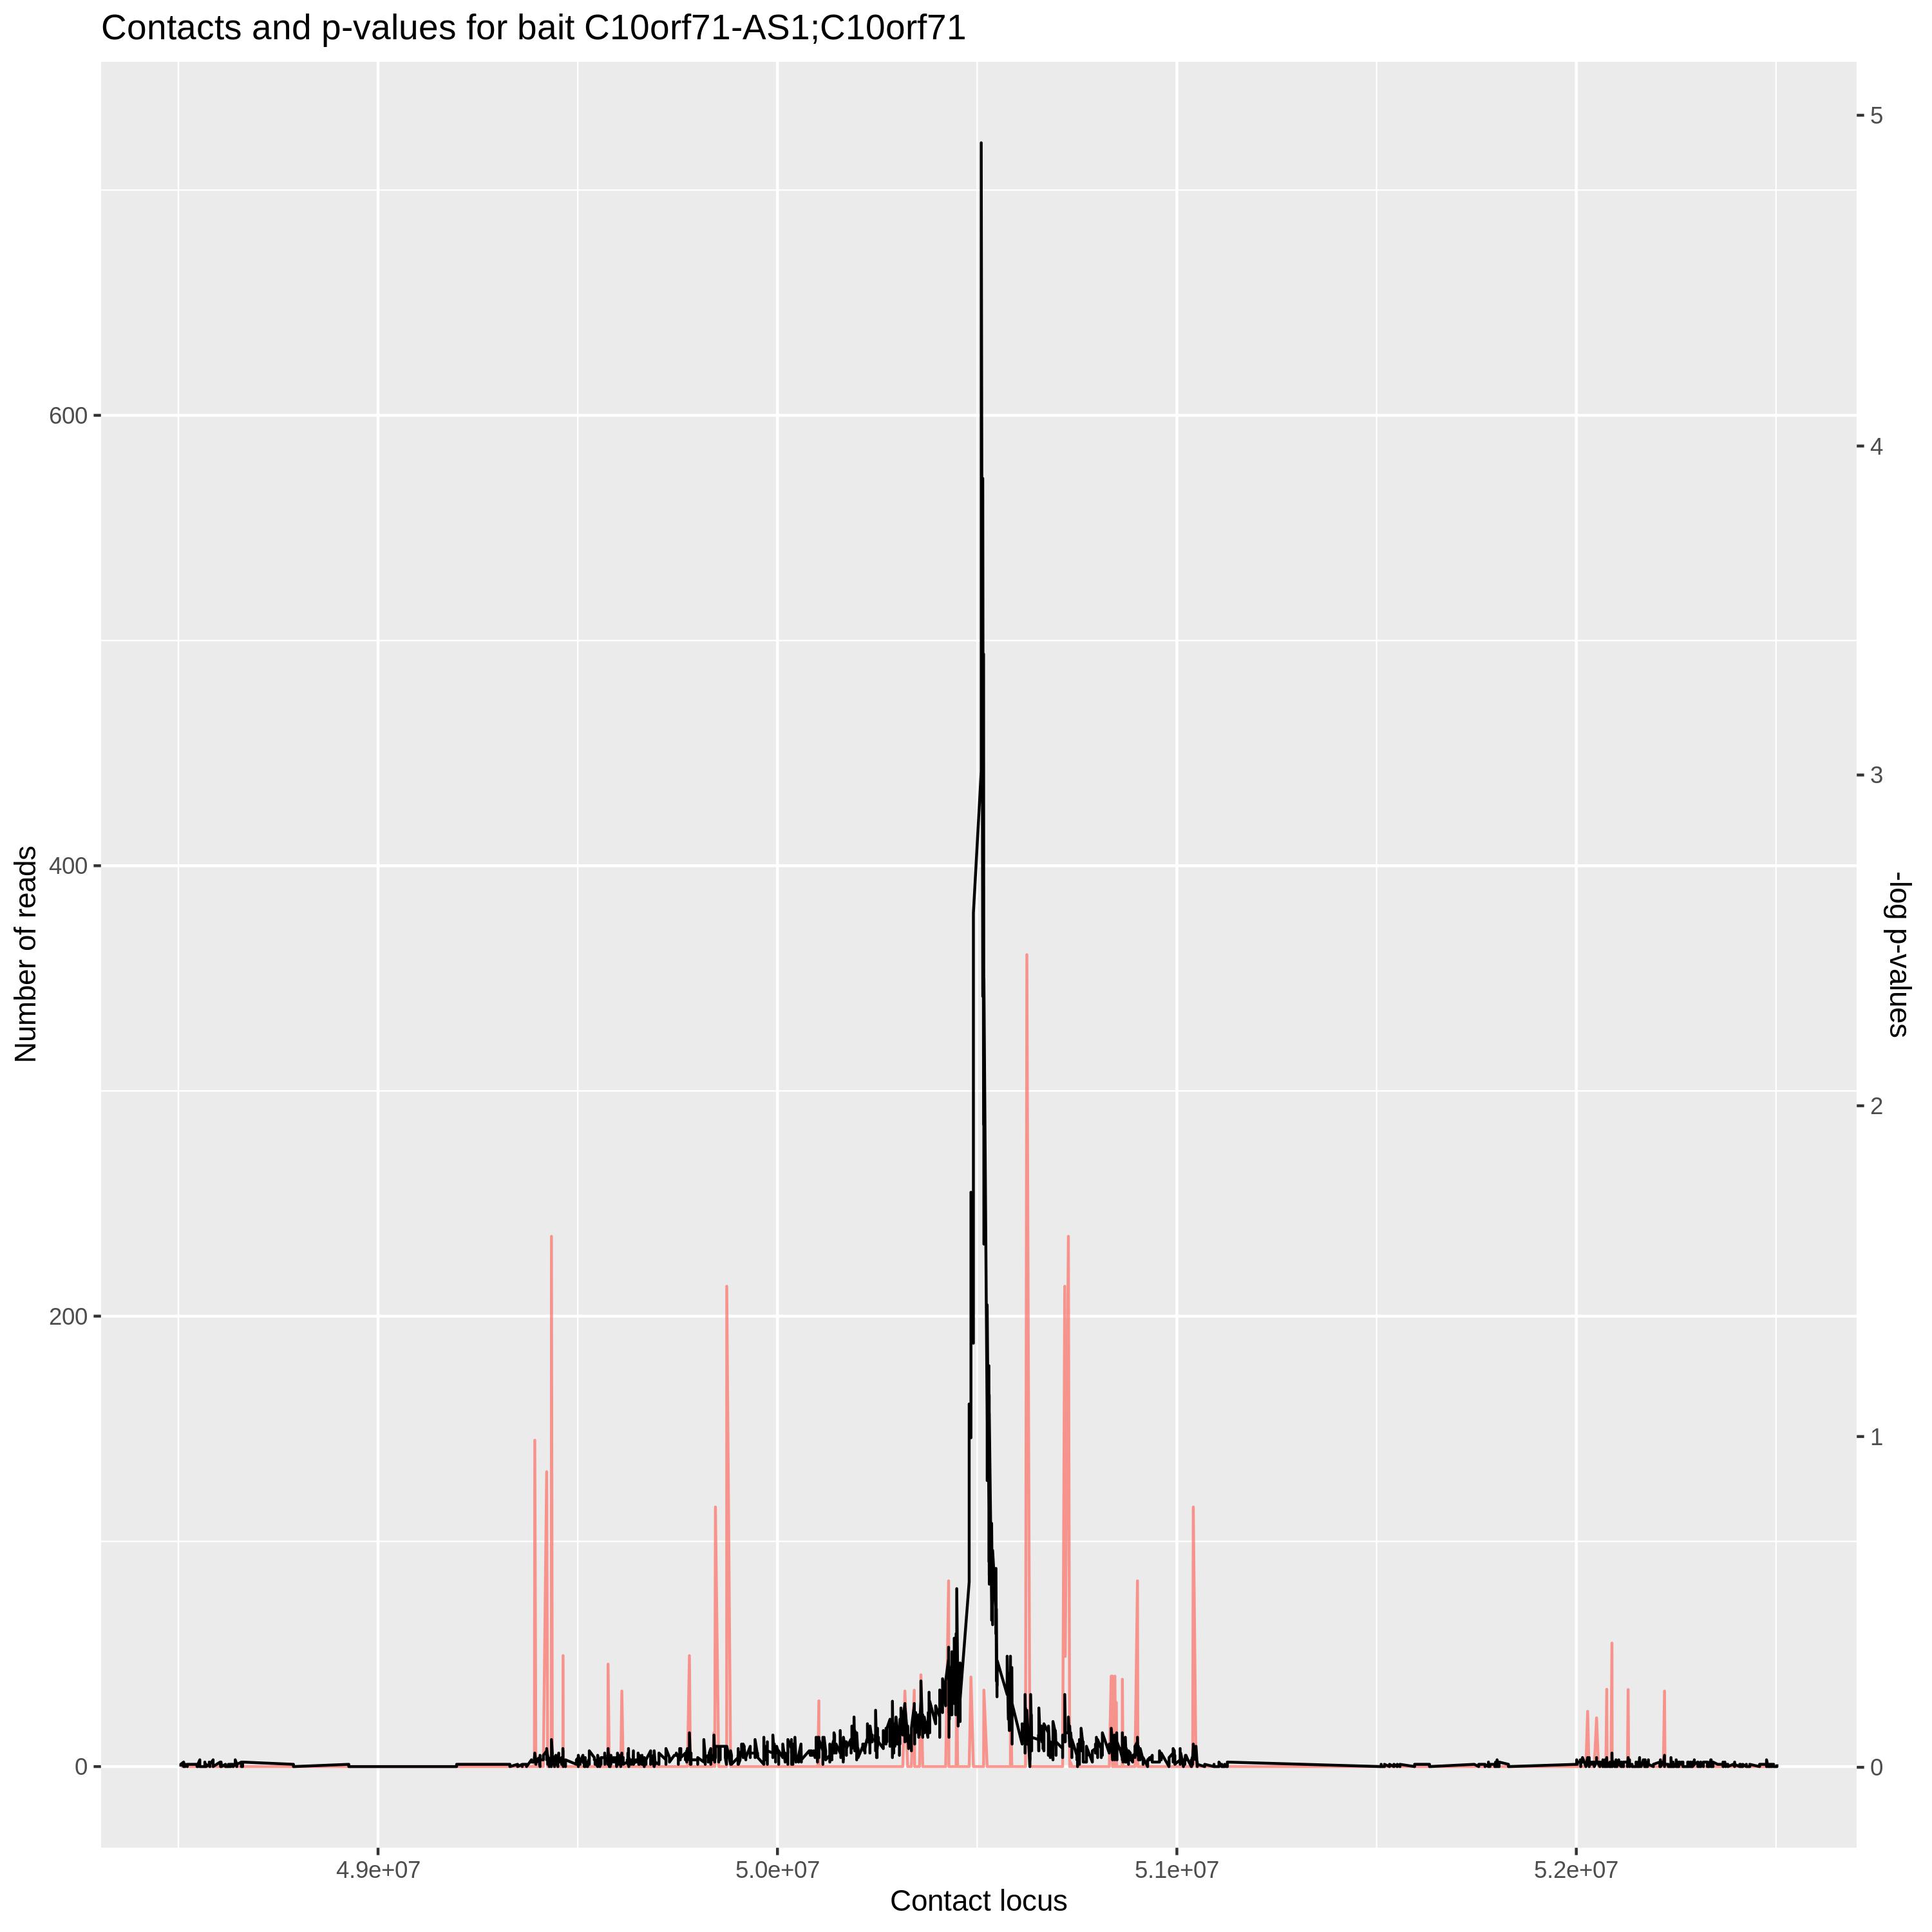 Contacts and p-values for bait C10orf71-AS1;C10orf71
5
600
4
3
Number of reads
400
-log p-values
2
200
1
0
0
4.9e+07
5.0e+07
5.1e+07
5.2e+07
Contact locus